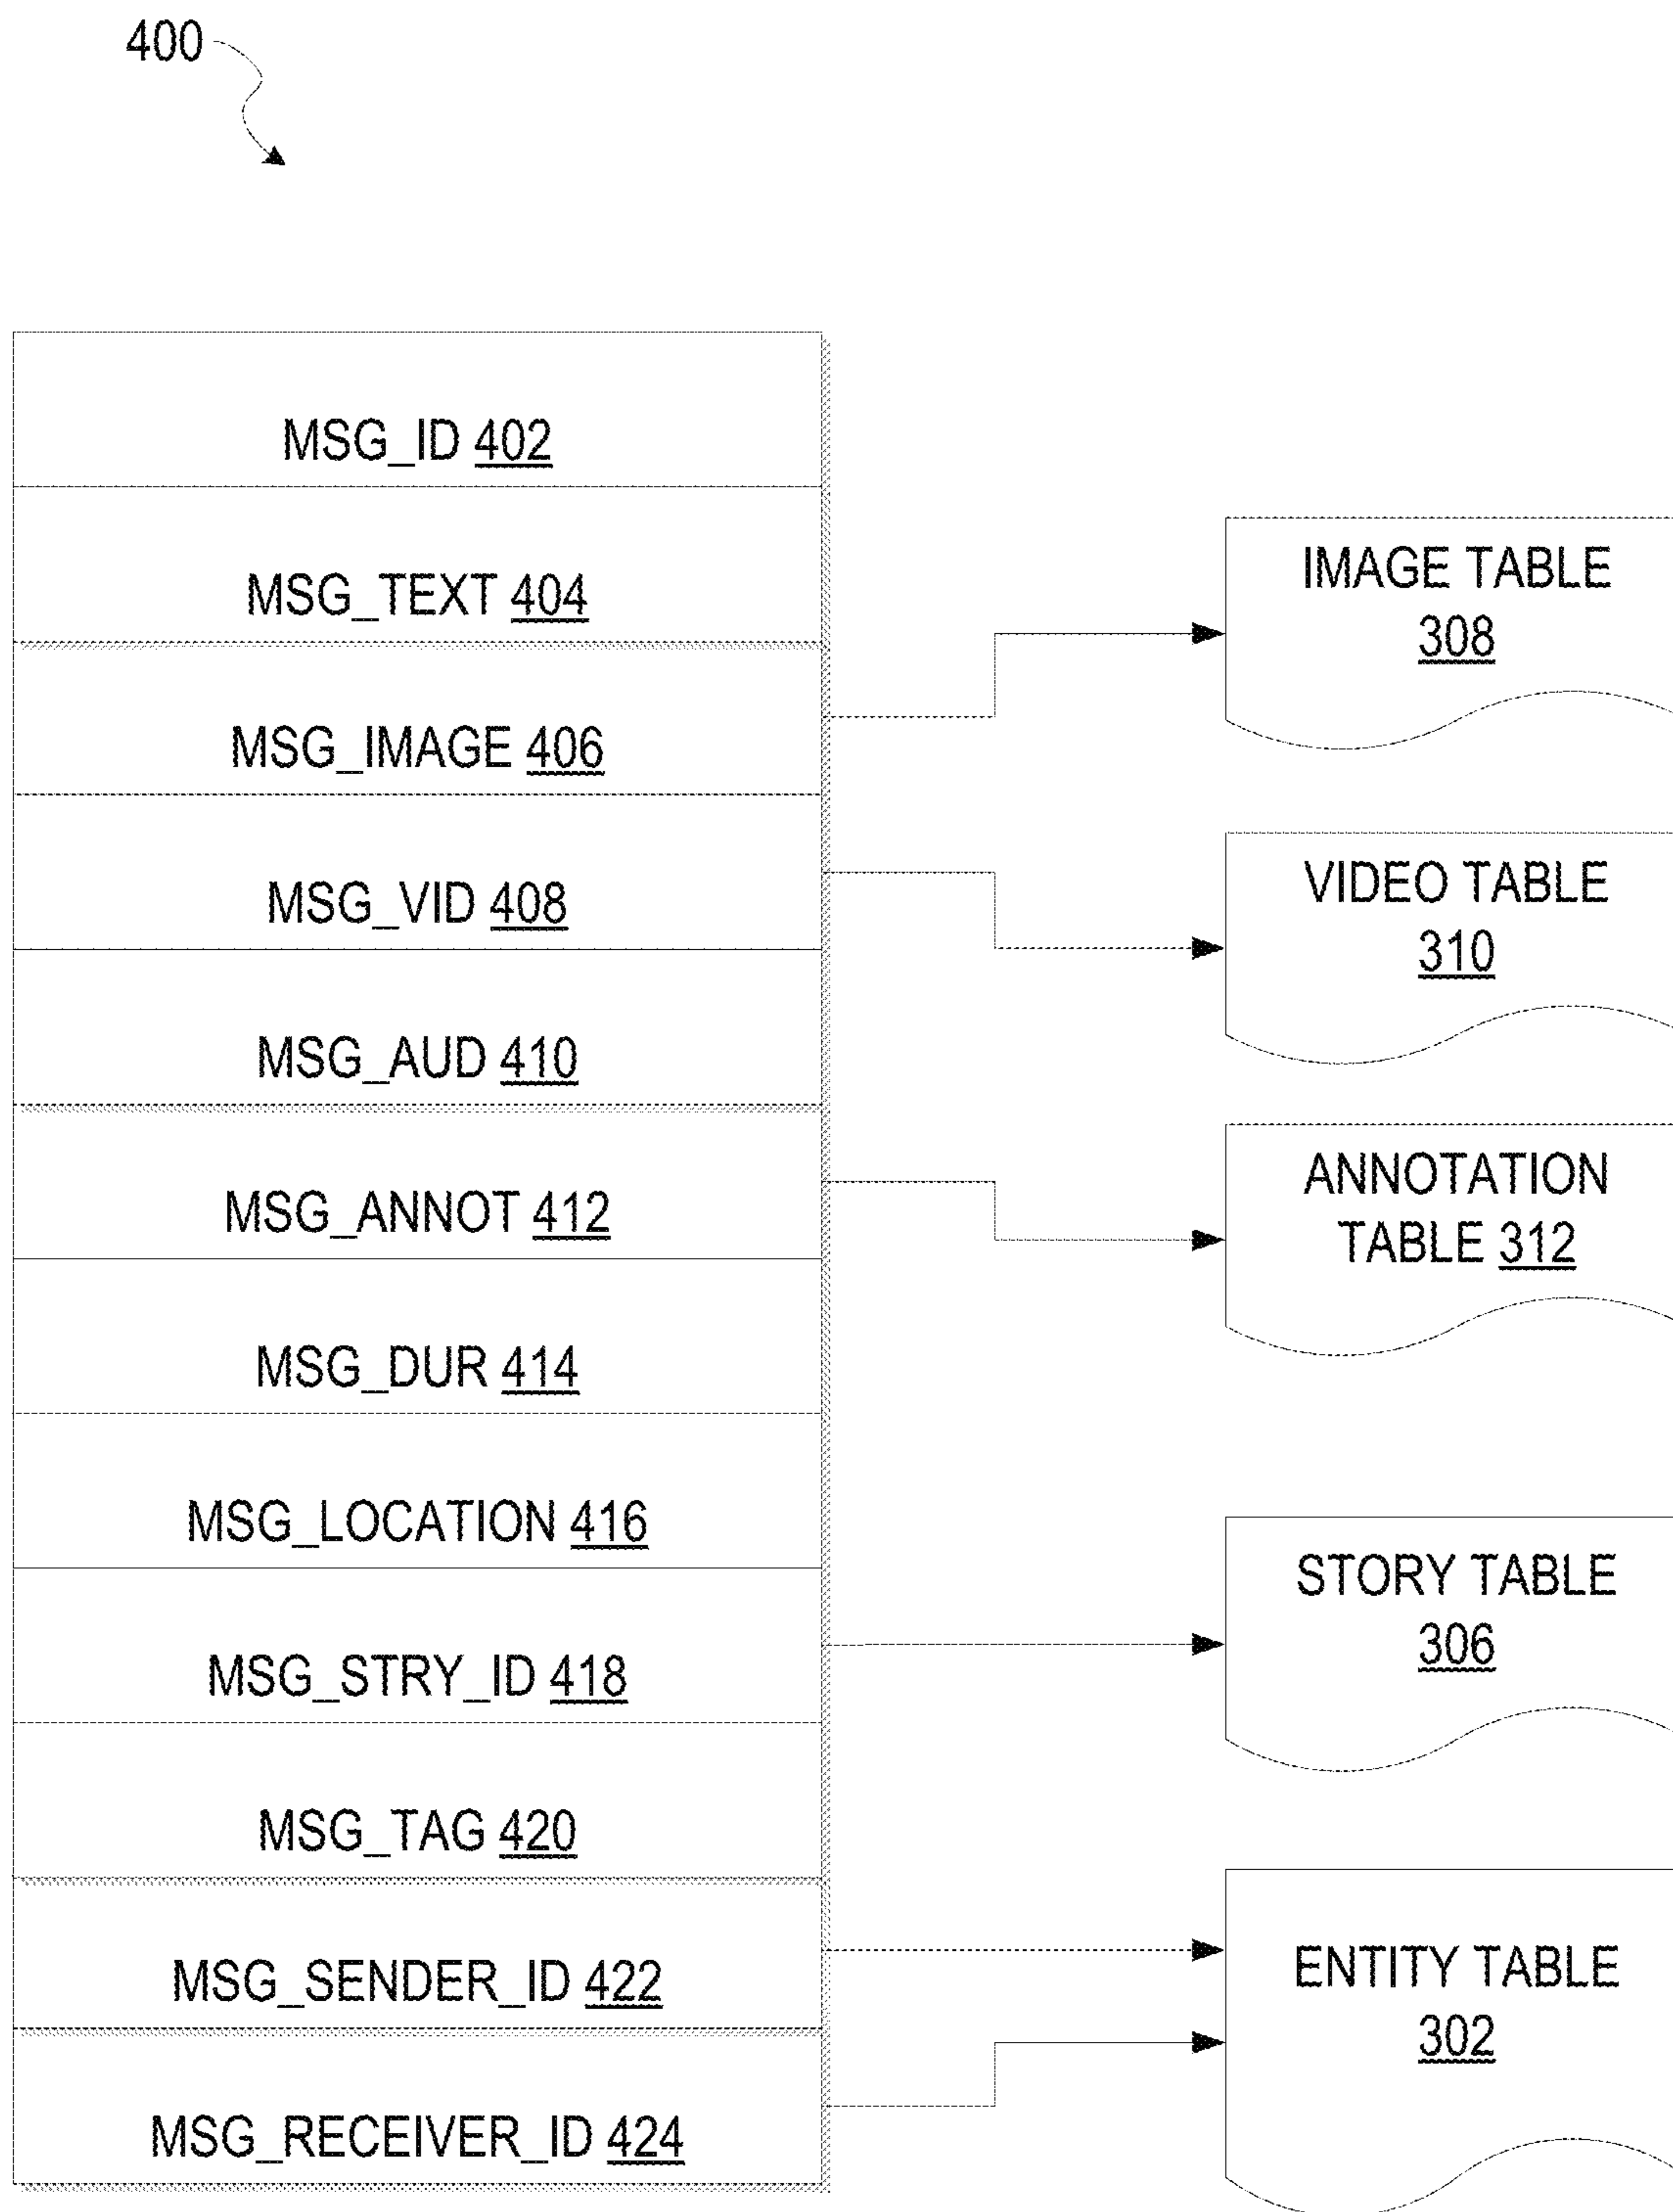 400
MSG_ID 402
MSG_TEXT 404
MSG_IMAGE 406
MSG_VID 408
MSG_AUD 410
MSG_ANNOT 412
MSG_DUR 414
MSG_LOCATION 416
MSG_STRY_ID 418
MSG_TAG 420
MSG_SENDER_ID 422
MSG_RECEIVER_ID 424
IMAGE TABLE
308
VIDEO TABLE
310
ANNOTATION
TABLE 312
STORY TABLE
306
ENTITY TABLE
302